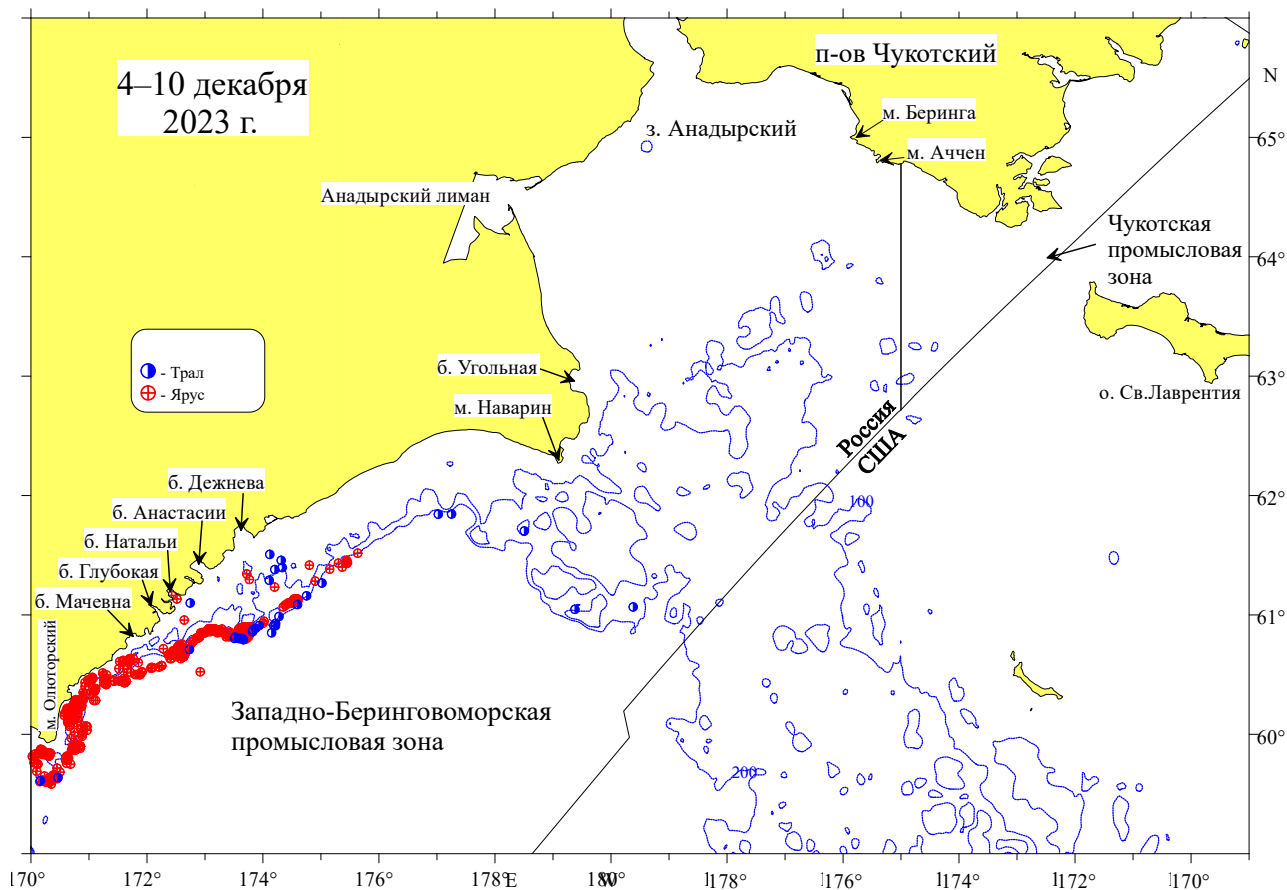 4–10 декабря
2023 г.
п-ов Чукотский
N
м. Беринга
з. Анадырский
65°
м. Аччен
Анадырский лиман
Чукотская
промысловая
зона
64°
- Трал
- Ярус
б. Угольная
63°
о. Св.Лаврентия
м. Наварин
Россия
США
100
62°
б. Дежнева
б. Анастасии
б. Натальи
б. Глубокая
б. Мачевна
61°
м. Олюторский
Западно-Беринговоморская
промысловая зона
60°
200
170 172 174 176 178° E 180° W 178 176 174 172 170°